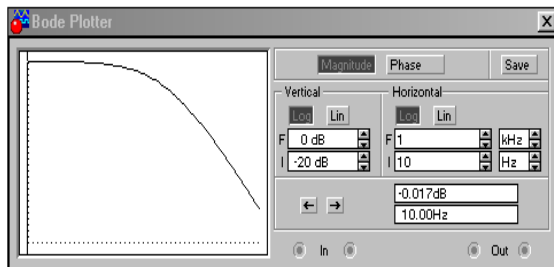 Bode Plotter
Magnitude Phase Save
Vertical Horizontal
Log Lin Log Lin
F 0 dB F 1 kHz
I -20 dB I 10 Hz
← → -0.017dB
10.00Hz
In Out